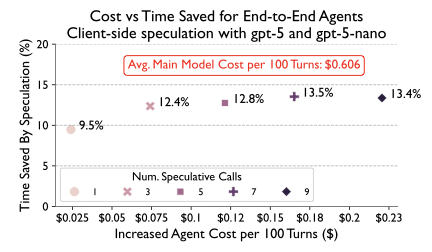 Cost vs Time Saved for End-to-End Agents
Client-side speculation with gpt-5 and gpt-5-nano
Time Saved By Speculation (%)
20
15
10
5
0
Avg. Main Model Cost per 100 Turns: $0.606
9.5%
12.4%
12.8%
13.5%
13.4%
Num. Speculative Calls
1 3 5 7 9
$0.025 $0.05 $0.075 $0.1 $0.12 $0.15 $0.18 $0.2 $0.23
Increased Agent Cost per 100 Turns ($)